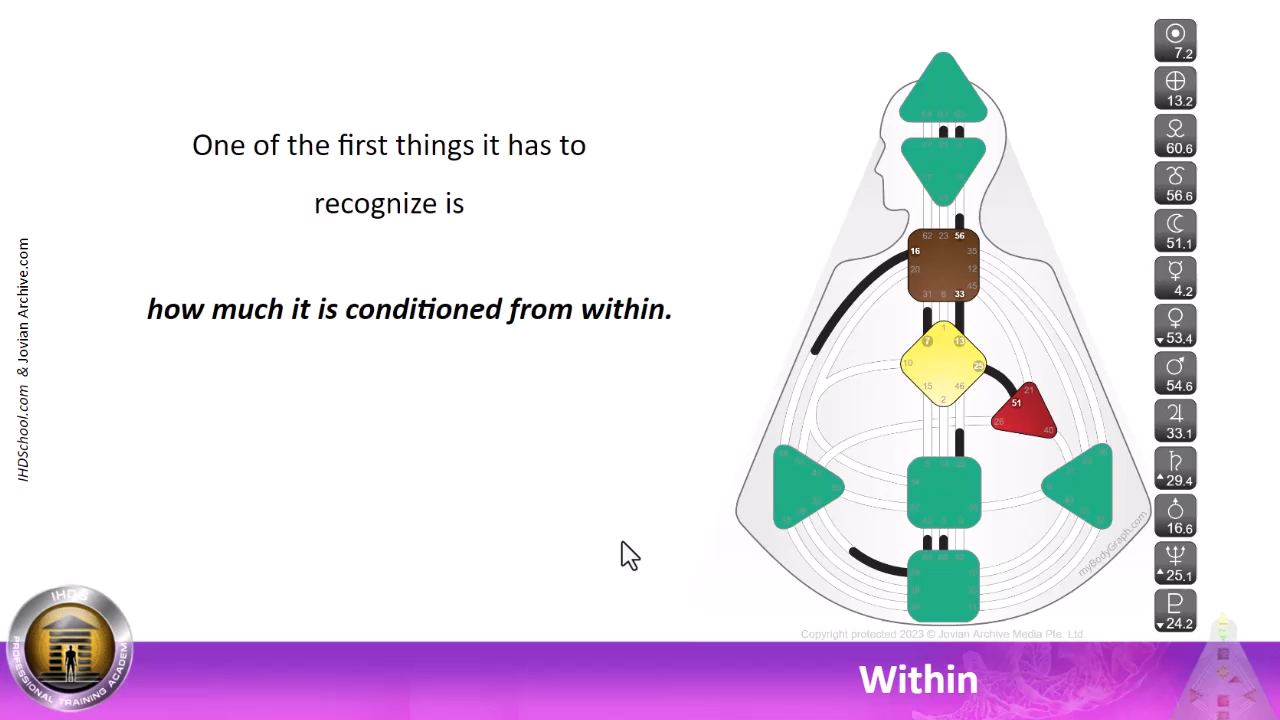 One of the first things it has to
recognize is
how much it is conditioned from within.
IHDSchool.com & Jovian Archive.com
62 23 56
16 35
20 12
45
31 8 33
1
7 13
10 25
15 46
2
21
51
26
40
7.2
13.2
60.6
56.6
51.1
4.2
53.4
54.6
33.1
29.4
16.6
25.1
24.2
myBodyGraph.com
Copyright protected 2023 © Jovian Archive Media Pte. Ltd
IHDS
PROFESSIONAL TRAINING ACADEMY
Within